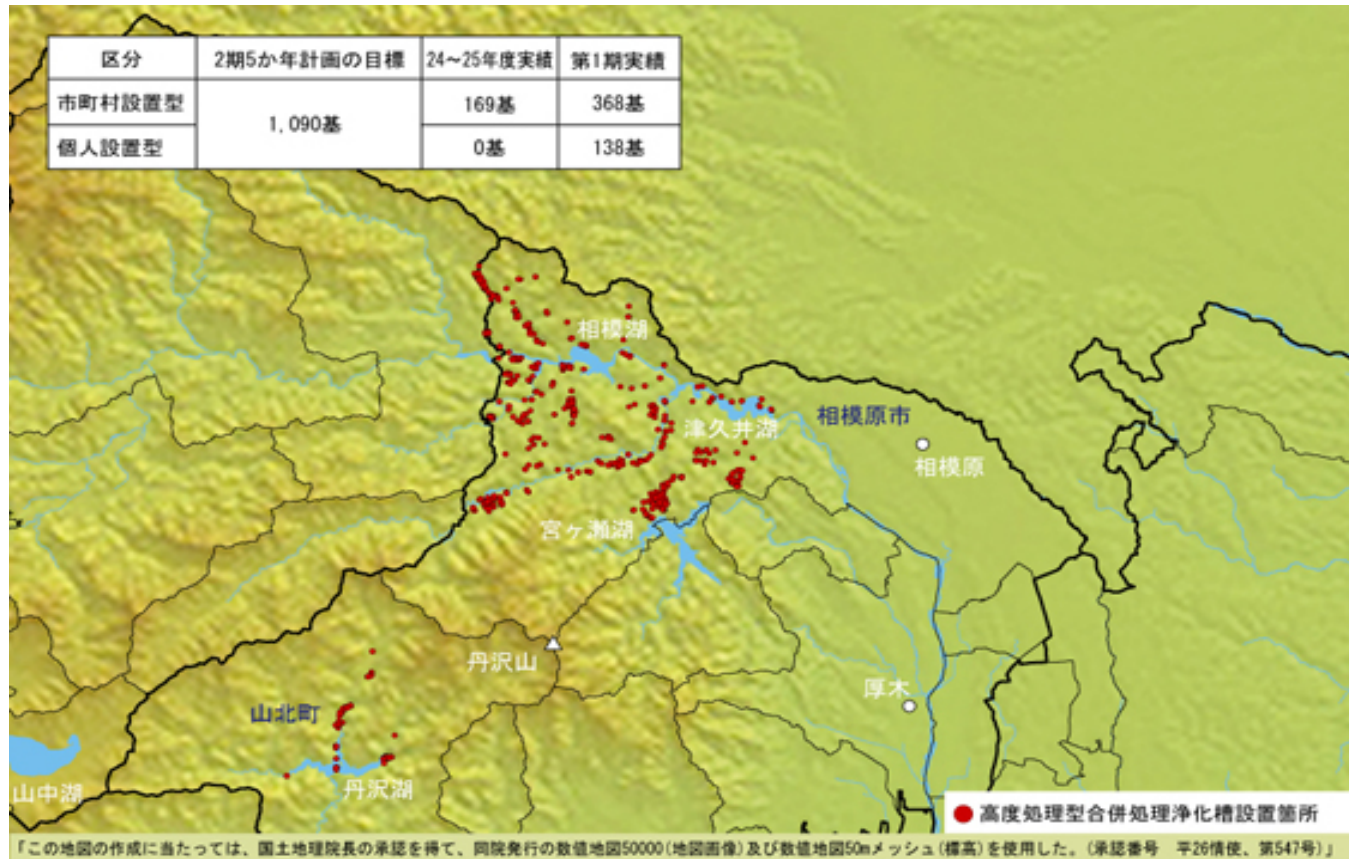 区分 2期5か年計画の目標 24～25年度実績 第1期実績
市町村設置型 1,090基 169基 368基
個人設置型 0基 138基
相模湖
相模原市
津久井湖
相模原
宮ヶ瀬湖
丹沢山
厚木
山北町
山中湖
丹沢湖
高度処理型合併処理浄化槽設置箇所
「この地図の作成に当たっては、国土地理院長の承認を得て、同院発行の数値地図50000(地図画像)及び数値地図50mメッシュ(標高)を使用した。(承認番号　平26情使、第547号)」